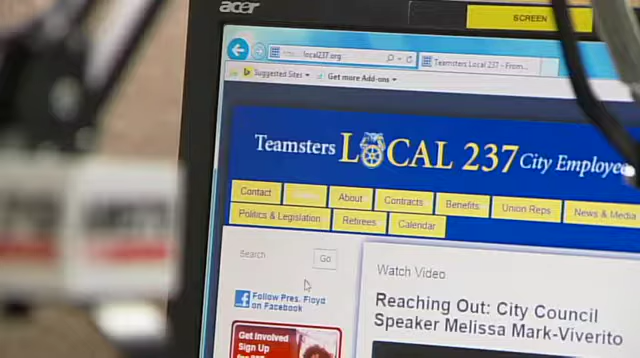 acer
SCREEN
local237.org
Teamsters Local 237 - From...
Suggested Sites
Get more Add-ons
Teamsters LOCAL 237 City Employee
Contact
About
Contracts
Benefits
Union Reps
News & Media
Politics & Legislation
Retirees
Calendar
Search
Go
Follow Pres. Floyd
on Facebook
Get Involved
Sign Up
Watch Video
Reaching Out: City Council
Speaker Melissa Mark-Viverito